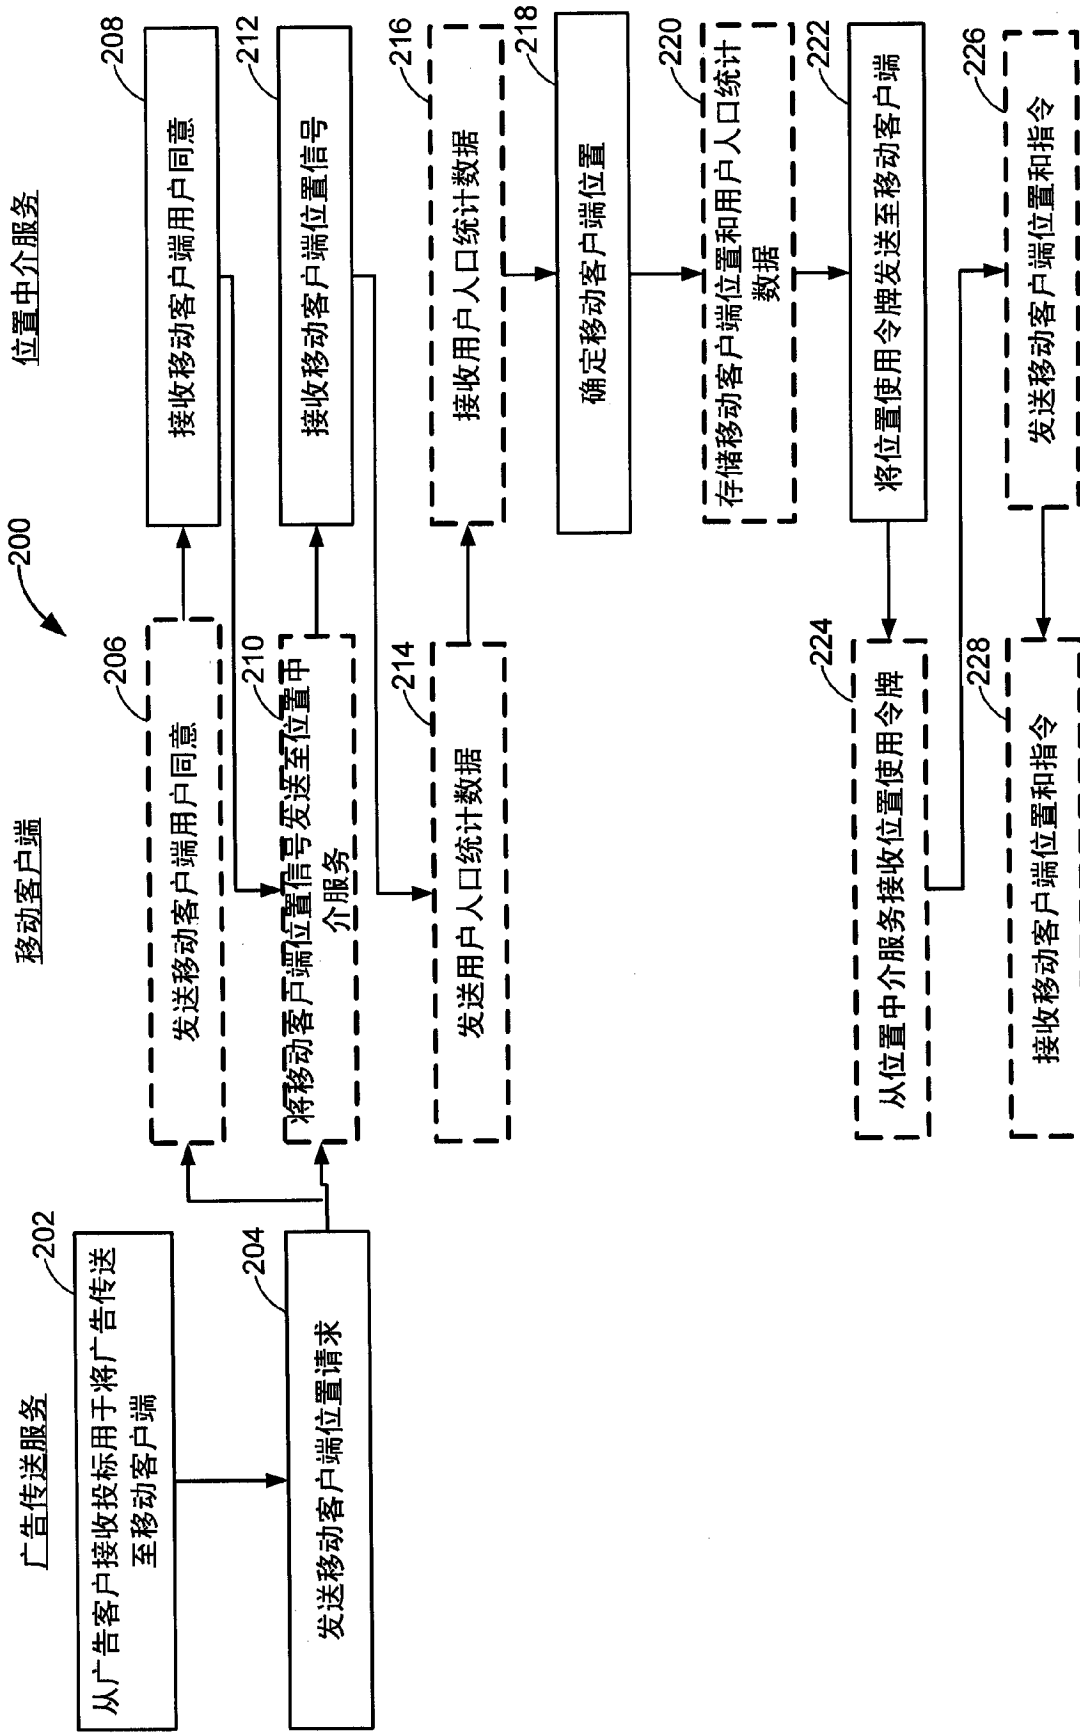 200
广告传送服务
移动客户端
位置中介服务
202
从广告客户接收投标用于将广告传送
至移动客户端
204
发送移动客户端位置请求
206
发送移动客户端用户同意
208
接收移动客户端用户同意
210
将移动客户端位置信号发送至位置中
介服务
212
接收移动客户端位置信号
214
发送用户人口统计数据
216
接收用户人口统计数据
218
确定移动客户端位置
220
存储移动客户端位置和用户人口统计
数据
222
将位置使用令牌发送至移动客户端
224
从位置中介服务接收位置使用令牌
226
发送移动客户端位置和指令
228
接收移动客户端位置和指令